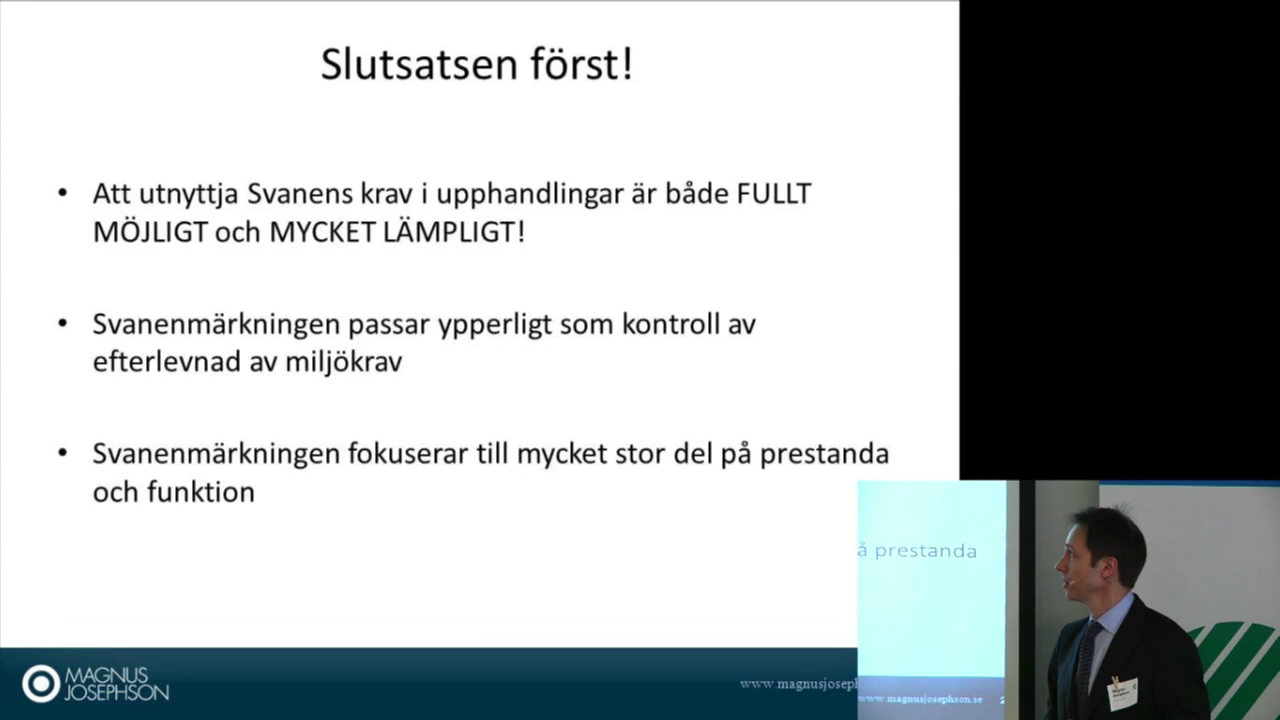 Slutsatsen först!
• Att utnyttja Svanens krav i upphandlingar är både FULLT
MÖJLIGT och MYCKET LÄMPLIGT!
• Svanenmärkningen passar ypperligt som kontroll av
efterlevnad av miljökrav
• Svanenmärkningen fokuserar till mycket stor del på prestanda
och funktion
å prestanda
MAGNUS
JOSEPHSON
www.magnusjoseph
www.magnusjosephson.se